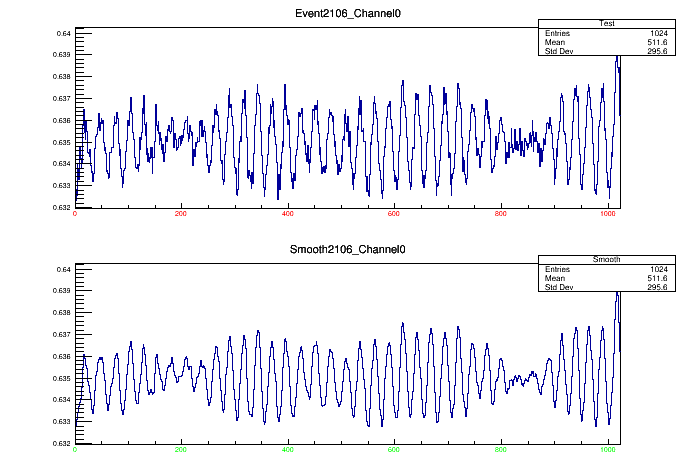 Event2106_Channel0
Test
Entries 1024
Mean 511.6
Std Dev 295.6
0.64
0.639
0.638
0.637
0.636
0.635
0.634
0.633
0.632
0 200 400 600 800 1000
Smooth2106_Channel0
Smooth
Entries 1024
Mean 511.6
Std Dev 295.6
0.64
0.639
0.638
0.637
0.636
0.635
0.634
0.633
0.632
0 200 400 600 800 1000